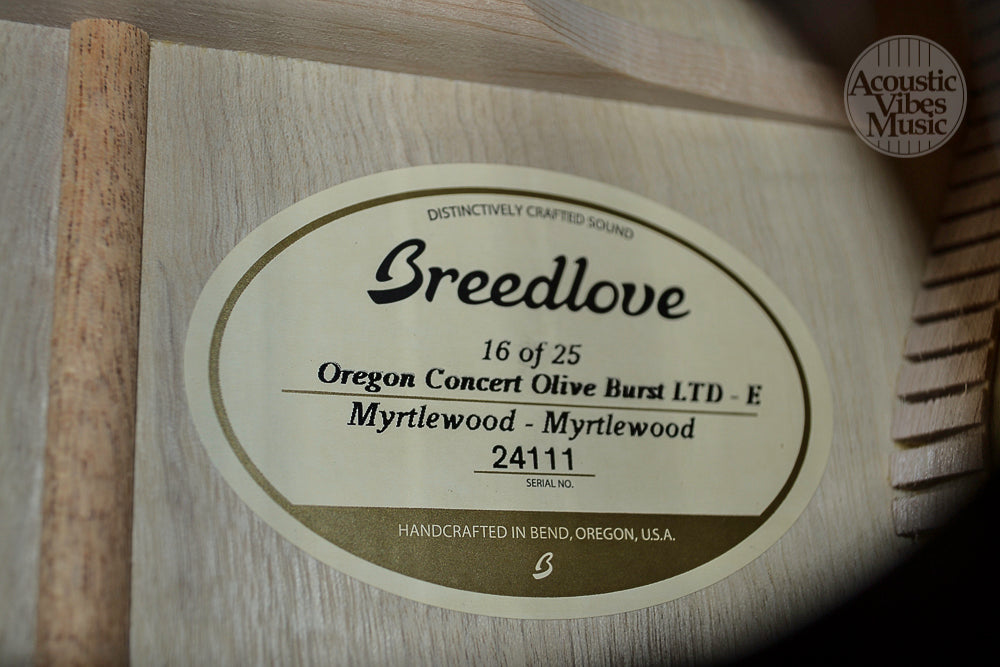 Acoustic
Vibes
Music
DISTINCTIVELY CRAFTED SOUND
Breedlove
16 of 25
Oregon Concert Olive Burst LTD - E
Myrtlewood - Myrtlewood
24111
SERIAL NO.
HANDCRAFTED IN BEND, OREGON, U.S.A.
B